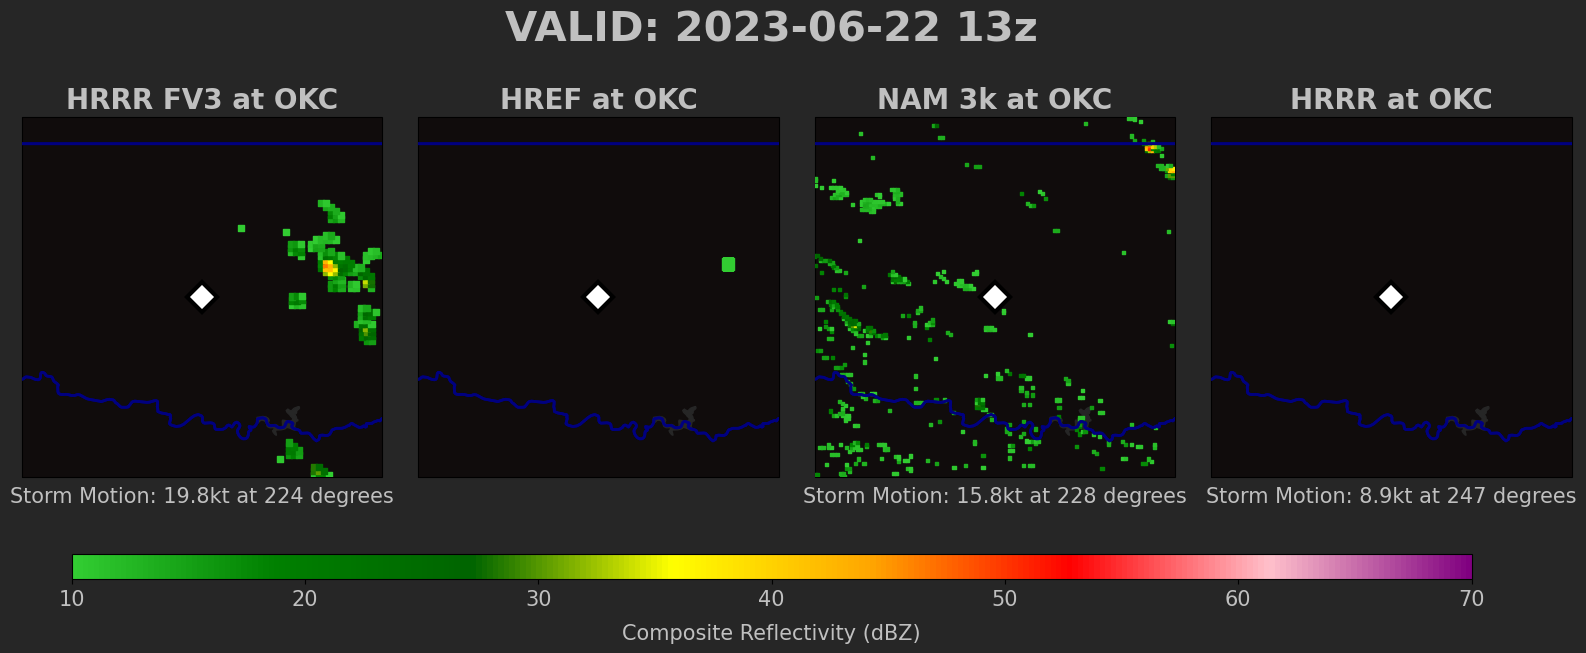 VALID: 2023-06-22 13z
HRRR FV3 at OKC
HREF at OKC
NAM 3k at OKC
HRRR at OKC
Storm Motion: 19.8kt at 224 degrees
Storm Motion: 15.8kt at 228 degrees
Storm Motion: 8.9kt at 247 degrees
10 20 30 40 50 60 70
Composite Reflectivity (dBZ)